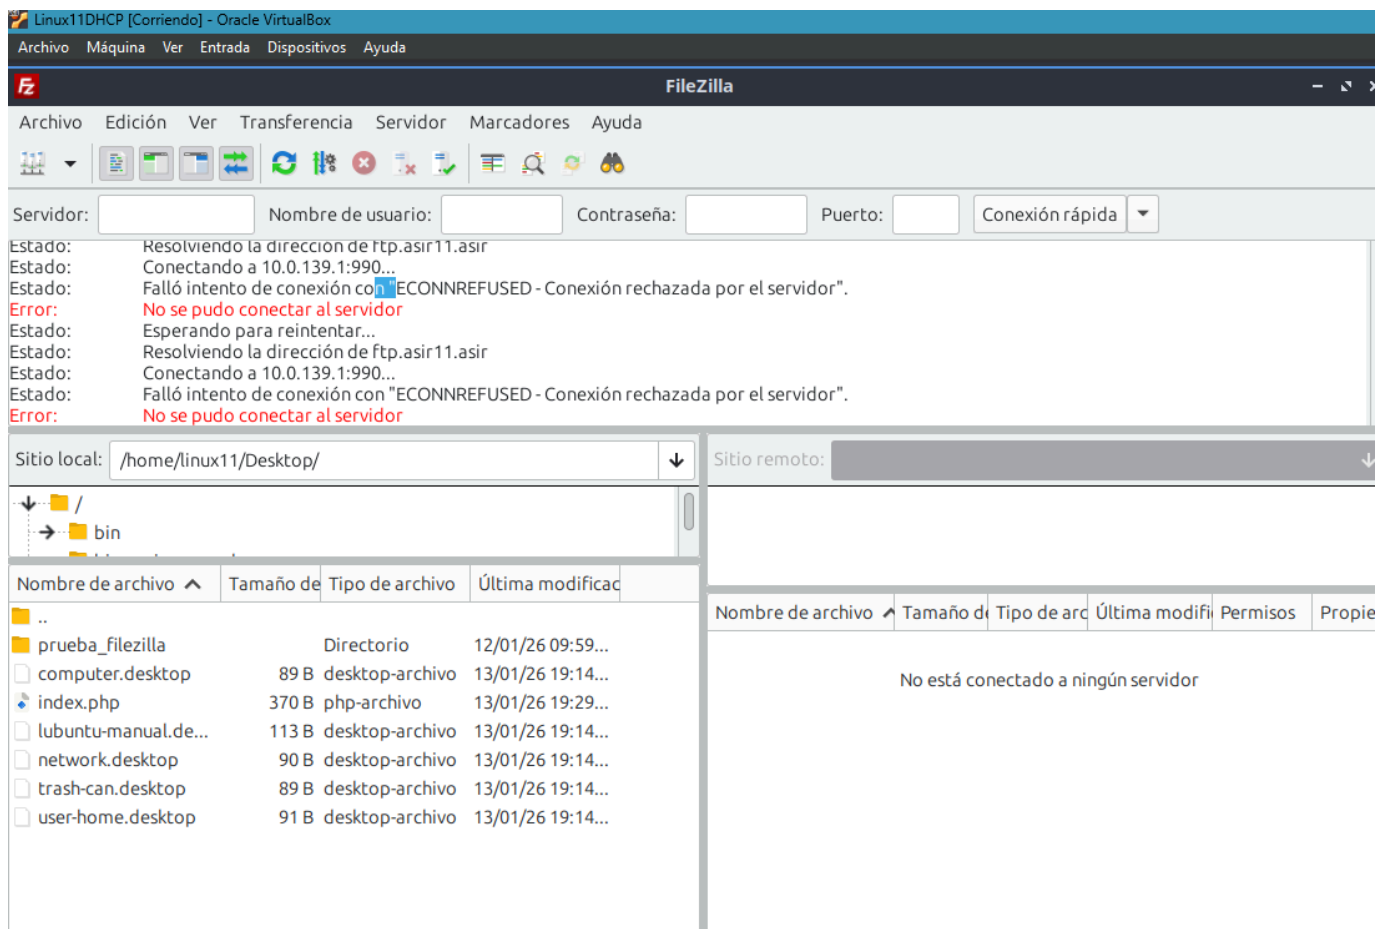 Linux11DHCP [Corriendo] - Oracle VirtualBox
Archivo Máquina Ver Entrada Dispositivos Ayuda
Fz FileZilla
Archivo Edición Ver Transferencia Servidor Marcadores Ayuda
Servidor: Nombre de usuario: Contraseña: Puerto: Conexión rápida
Estado: Resolviendo la dirección de ftp.asir11.asir
Estado: Conectando a 10.0.139.1:990...
Estado: Falló intento de conexión con "ECONNREFUSED - Conexión rechazada por el servidor".
Error: No se pudo conectar al servidor
Estado: Esperando para reintentar...
Estado: Resolviendo la dirección de ftp.asir11.asir
Estado: Conectando a 10.0.139.1:990...
Estado: Falló intento de conexión con "ECONNREFUSED - Conexión rechazada por el servidor".
Error: No se pudo conectar al servidor
Sitio local: /home/linux11/Desktop/
/
bin
Nombre de archivo Tamaño de Tipo de archivo Última modificac
..
prueba_filezilla Directorio 12/01/26 09:59...
computer.desktop 89 B desktop-archivo 13/01/26 19:14...
index.php 370 B php-archivo 13/01/26 19:29...
lubuntu-manual.de... 113 B desktop-archivo 13/01/26 19:14...
network.desktop 90 B desktop-archivo 13/01/26 19:14...
trash-can.desktop 89 B desktop-archivo 13/01/26 19:14...
user-home.desktop 91 B desktop-archivo 13/01/26 19:14...
Sitio remoto:
Nombre de archivo Tamaño de Tipo de arc Última modifi Permisos Propie
No está conectado a ningún servidor